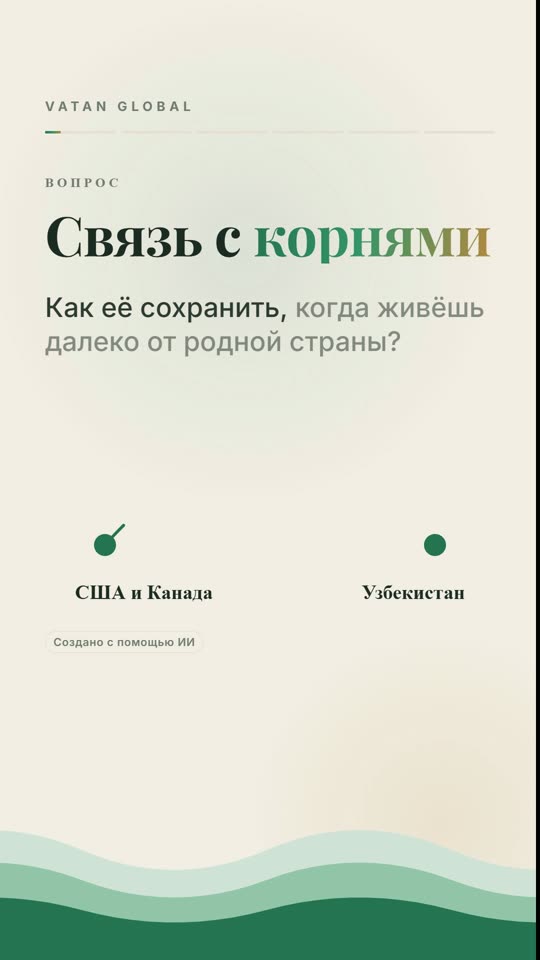 VATAN GLOBAL
ВОПРОС
Связь с корнями
Как её сохранить, когда живёшь
далеко от родной страны?
США и Канада
Узбекистан
Создано с помощью ИИ